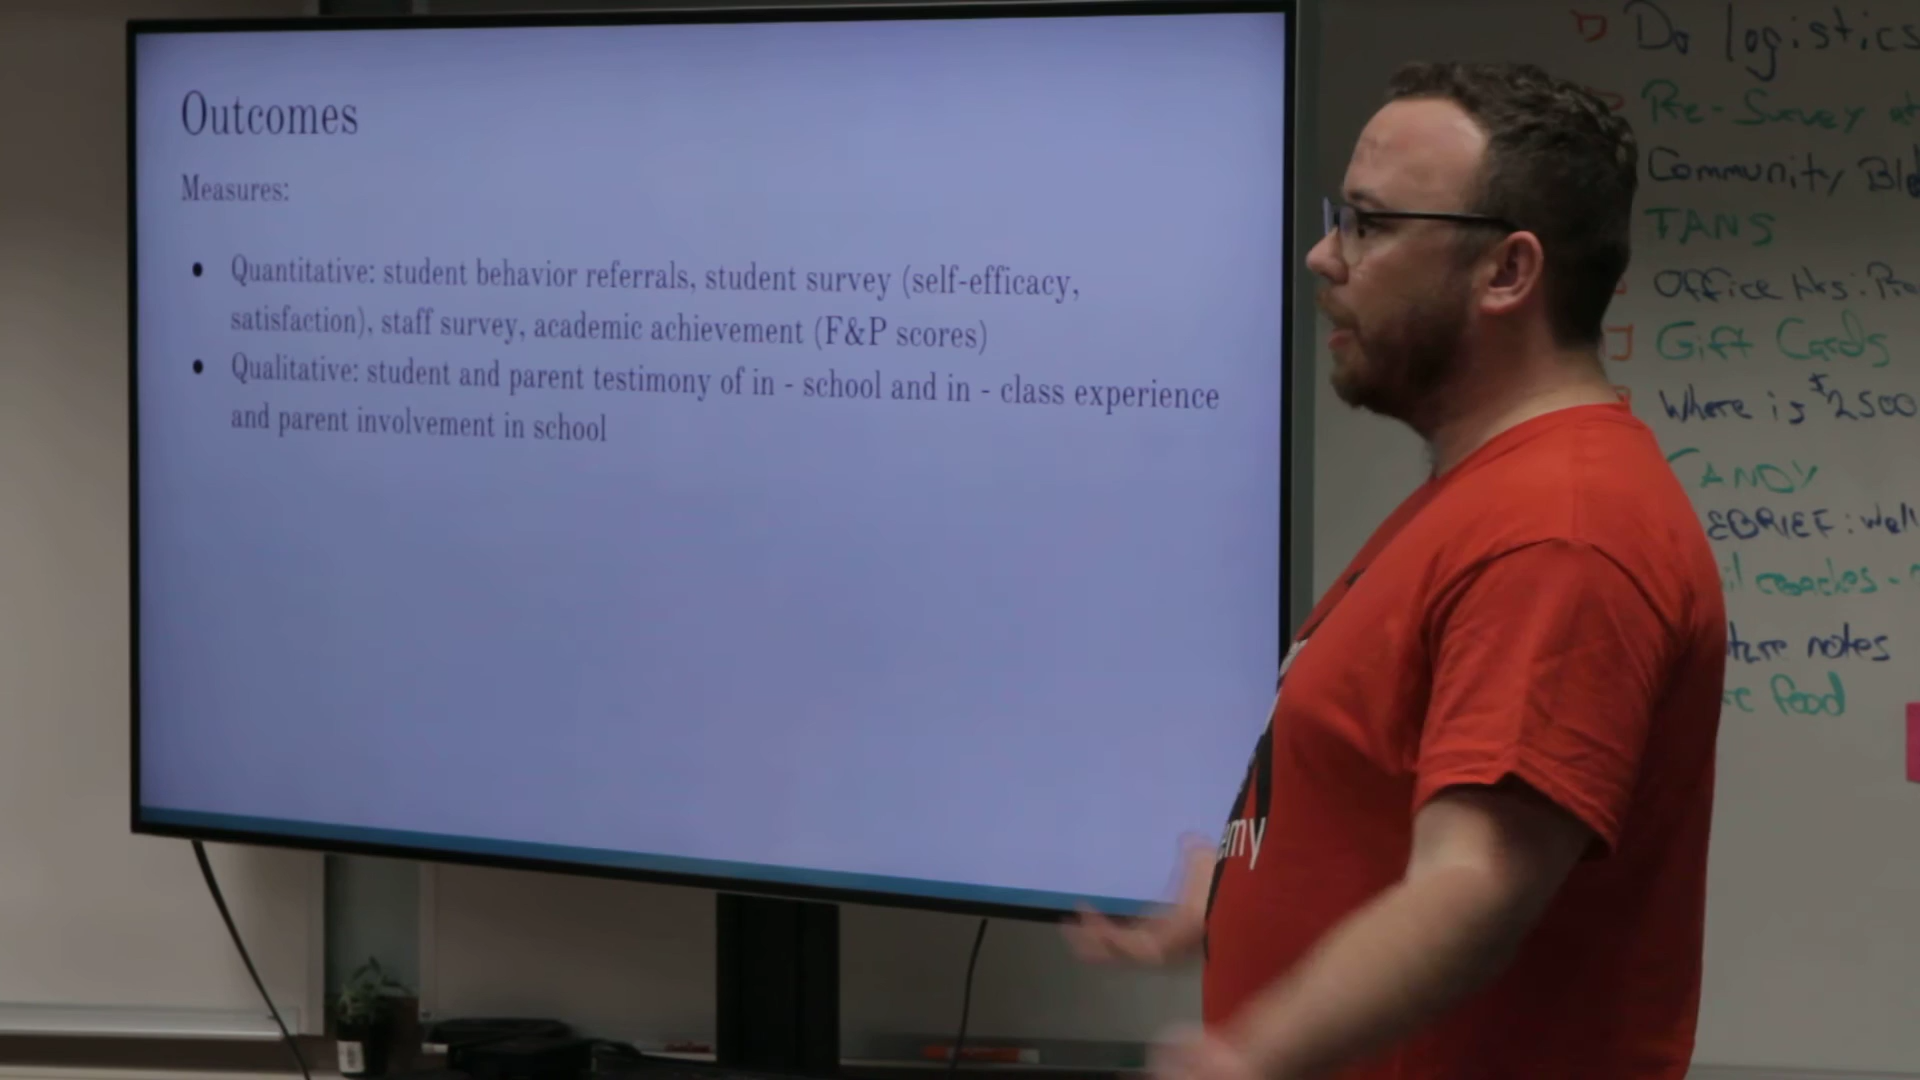 Outcomes
Measures:
● Quantitative: student behavior referrals, student survey (self-efficacy,
satisfaction), staff survey, academic achievement (F&P scores)
● Qualitative: student and parent testimony of in - school and in - class experience
and parent involvement in school
Do logistics
Pre-Survey
Community
TANS
Office Hrs:
Gift Cards
Where is $2500
CANDY
EBRIEF:
notes
food
emy